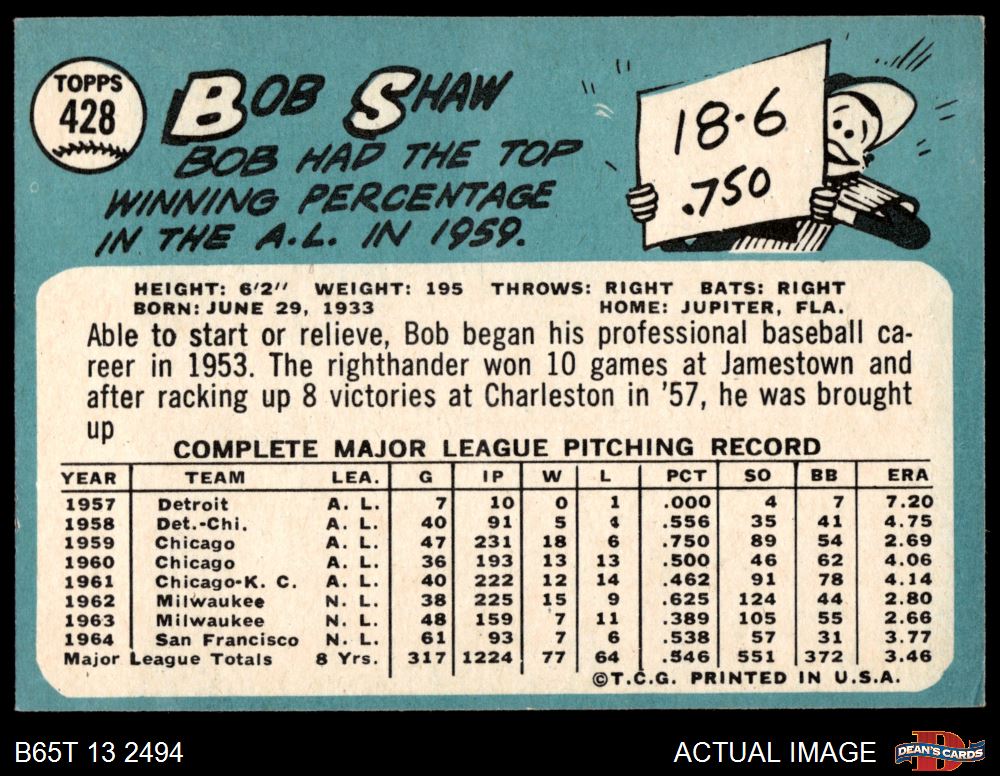 TOPPS
428
BOB SHAW
BOB HAD THE TOP
WINNING PERCENTAGE
IN THE A.L. IN 1959.
18-6
.750
HEIGHT: 6'2" WEIGHT: 195 THROWS: RIGHT BATS: RIGHT
BORN: JUNE 29, 1933 HOME: JUPITER, FLA.
Able to start or relieve, Bob began his professional baseball ca-
reer in 1953. The righthander won 10 games at Jamestown and
after racking up 8 victories at Charleston in '57, he was brought
up
COMPLETE MAJOR LEAGUE PITCHING RECORD
YEAR TEAM LEA. G IP W L PCT SO BB ERA
1957 Detroit A. L. 7 10 0 1 .000 4 7 7.20
1958 Det.-Chi. A. L. 40 91 5 4 .556 35 41 4.75
1959 Chicago A. L. 47 231 18 6 .750 89 54 2.69
1960 Chicago A. L. 36 193 13 13 .500 46 62 4.06
1961 Chicago-K. C. A. L. 40 222 12 14 .462 91 78 4.14
1962 Milwaukee N. L. 38 225 15 9 .625 124 44 2.80
1963 Milwaukee N. L. 48 159 7 11 .389 105 55 2.66
1964 San Francisco N. L. 61 93 7 6 .538 57 31 3.77
Major League Totals 8 Yrs. 317 1224 77 64 .546 551 372 3.46
©T.C.G. PRINTED IN U.S.A.
B65T 13 2494
ACTUAL IMAGE
DEAN'S CARDS